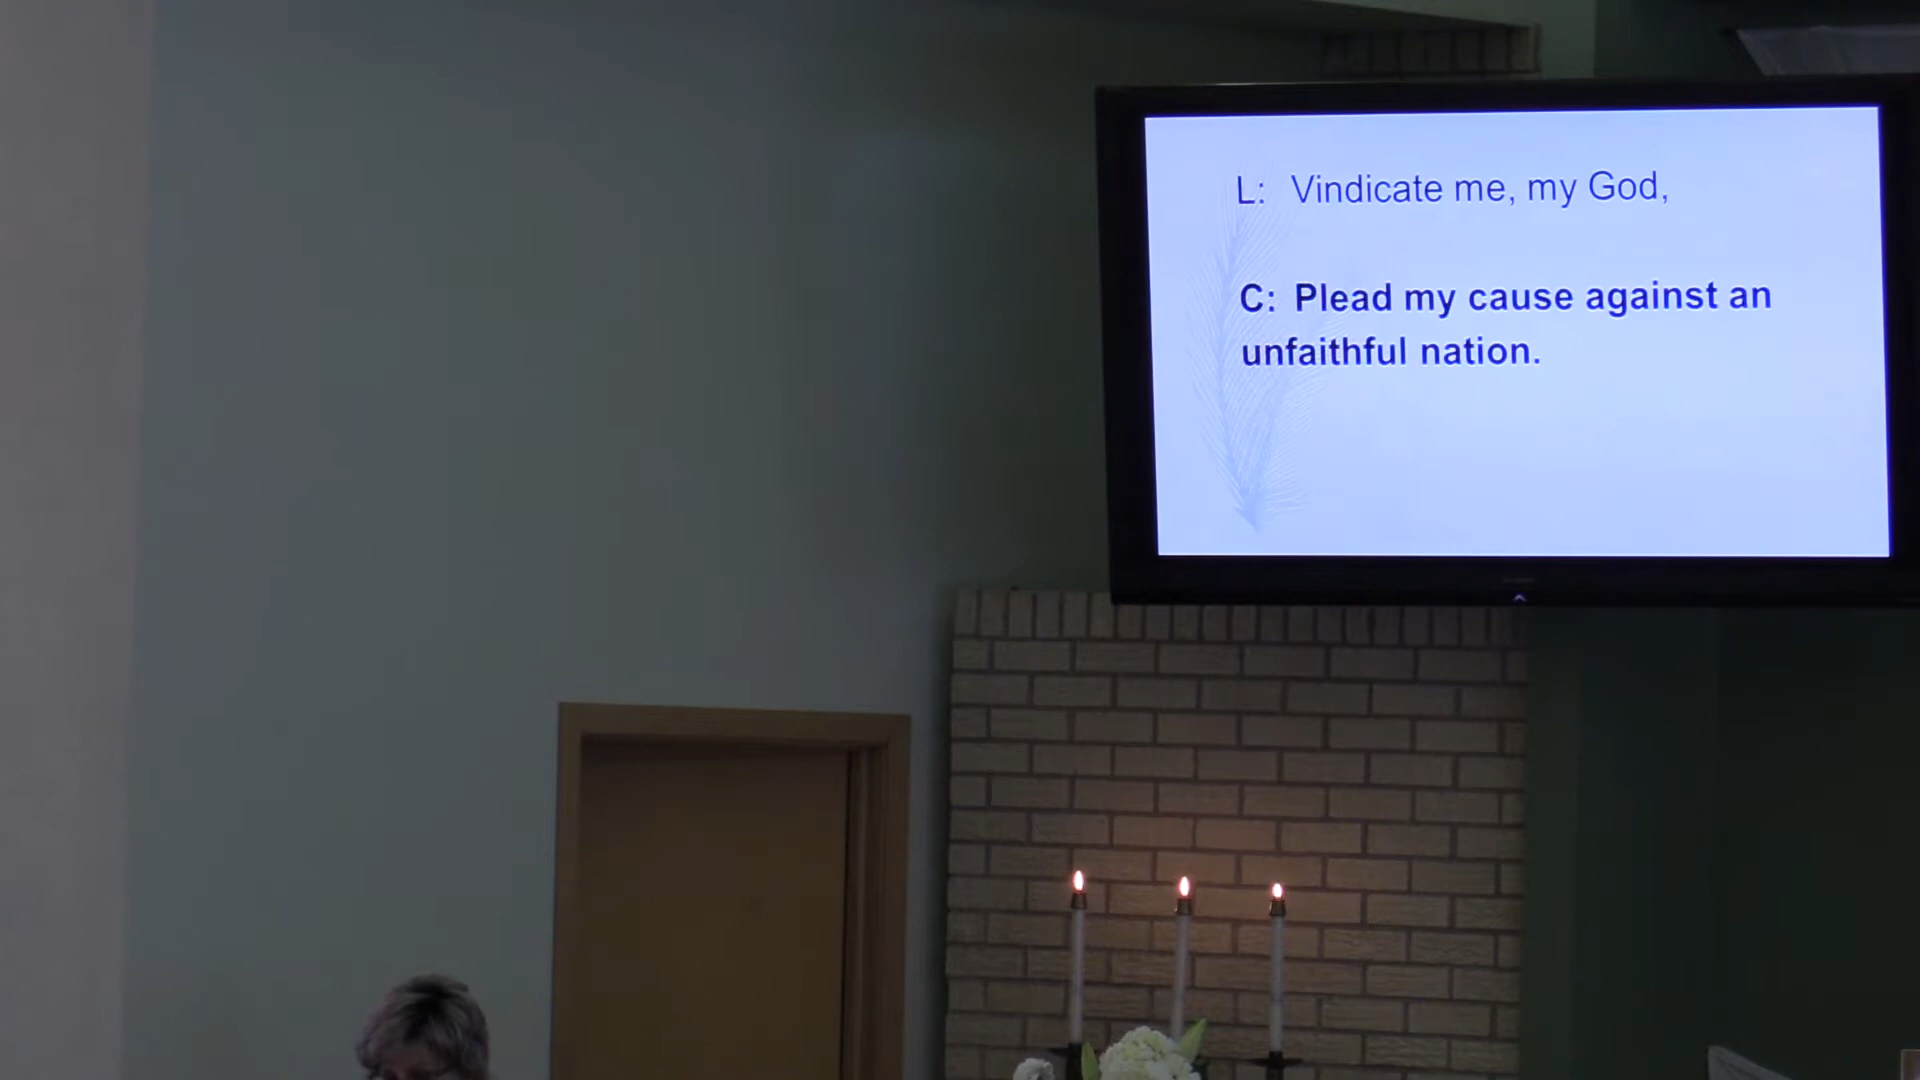 L: Vindicate me, my God,
C: Plead my cause against an
unfaithful nation.